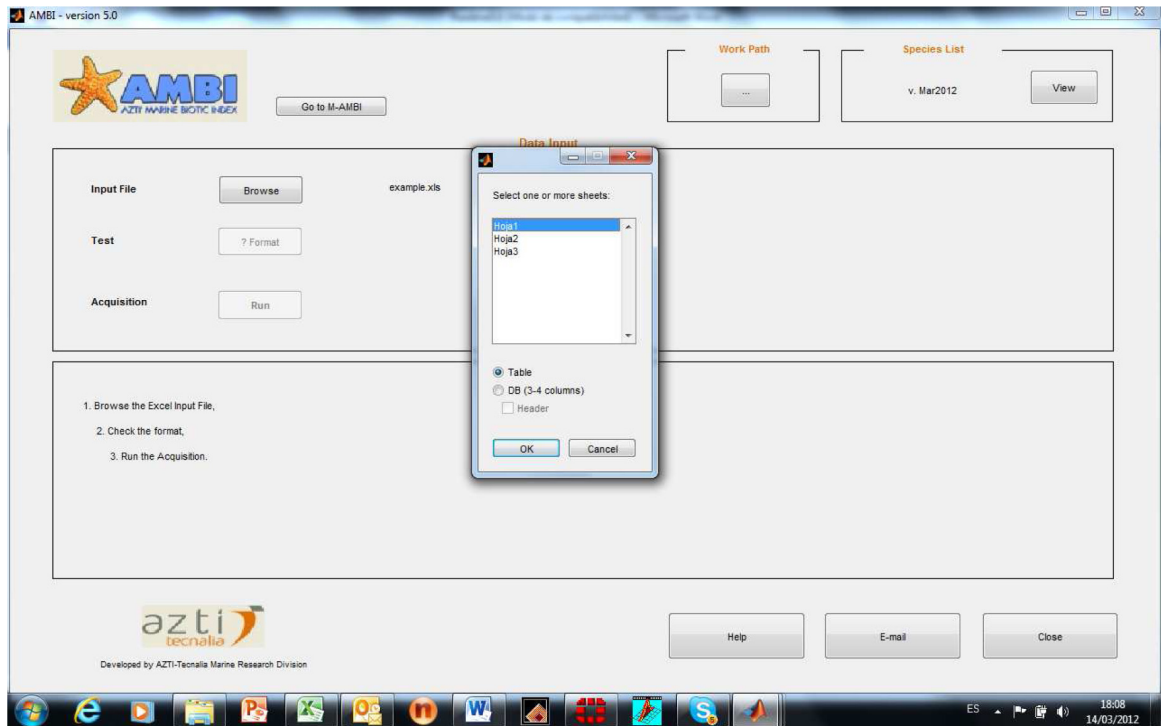 AMBI - version 5.0
AMBI
AZTI MARINE BIOTIC INDEX
Go to M-AMBI
Work Path
...
Species List
v. Mar2012
View
Data Input
Input File
Browse
example.xls
Test
? Format
Acquisition
Run
Select one or more sheets:
Hoja1
Hoja2
Hoja3
Table
DB (3-4 columns)
Header
OK
Cancel
1. Browse the Excel Input File,
2. Check the format,
3. Run the Acquisition.
azti
tecnalia
Developed by AZTI-Tecnalia Marine Research Division
Help
E-mail
Close
ES
18:08
14/03/2012